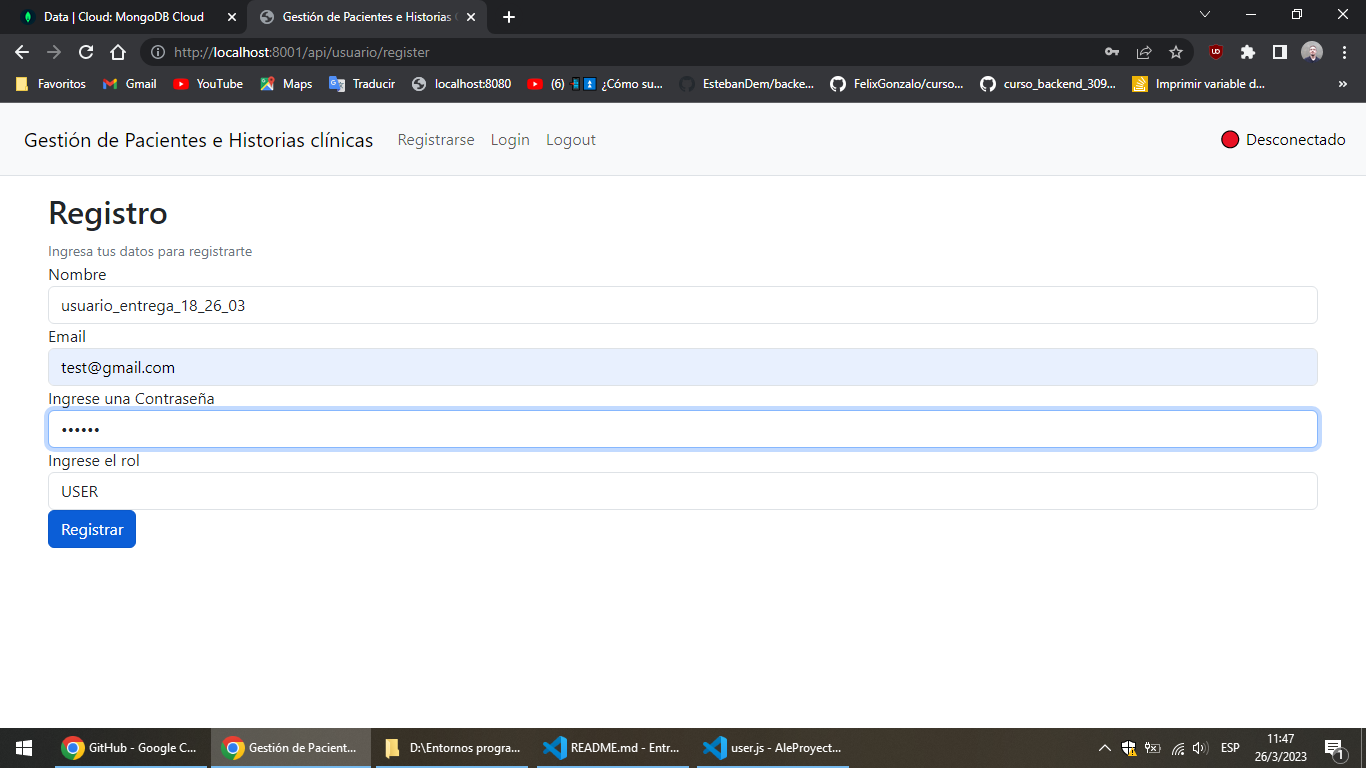 Data | Cloud: MongoDB Cloud
Gestión de Pacientes e Historias C
http://localhost:8001/api/usuario/register
Favoritos
Gmail
YouTube
Maps
Traducir
localhost:8080
(6) ¿Cómo su...
EstebanDem/backe...
FelixGonzalo/curso...
curso_backend_309...
Imprimir variable d...
»
Gestión de Pacientes e Historias clínicas
Registrarse
Login
Logout
Desconectado
Registro
Ingresa tus datos para registrarte
Nombre
usuario_entrega_18_26_03
Email
test@gmail.com
Ingrese una Contraseña
••••••
Ingrese el rol
USER
Registrar
GitHub - Google C...
Gestión de Pacient...
D:\Entornos progra...
README.md - Entr...
user.js - AleProyect...
ESP
11:47
26/3/2023
1